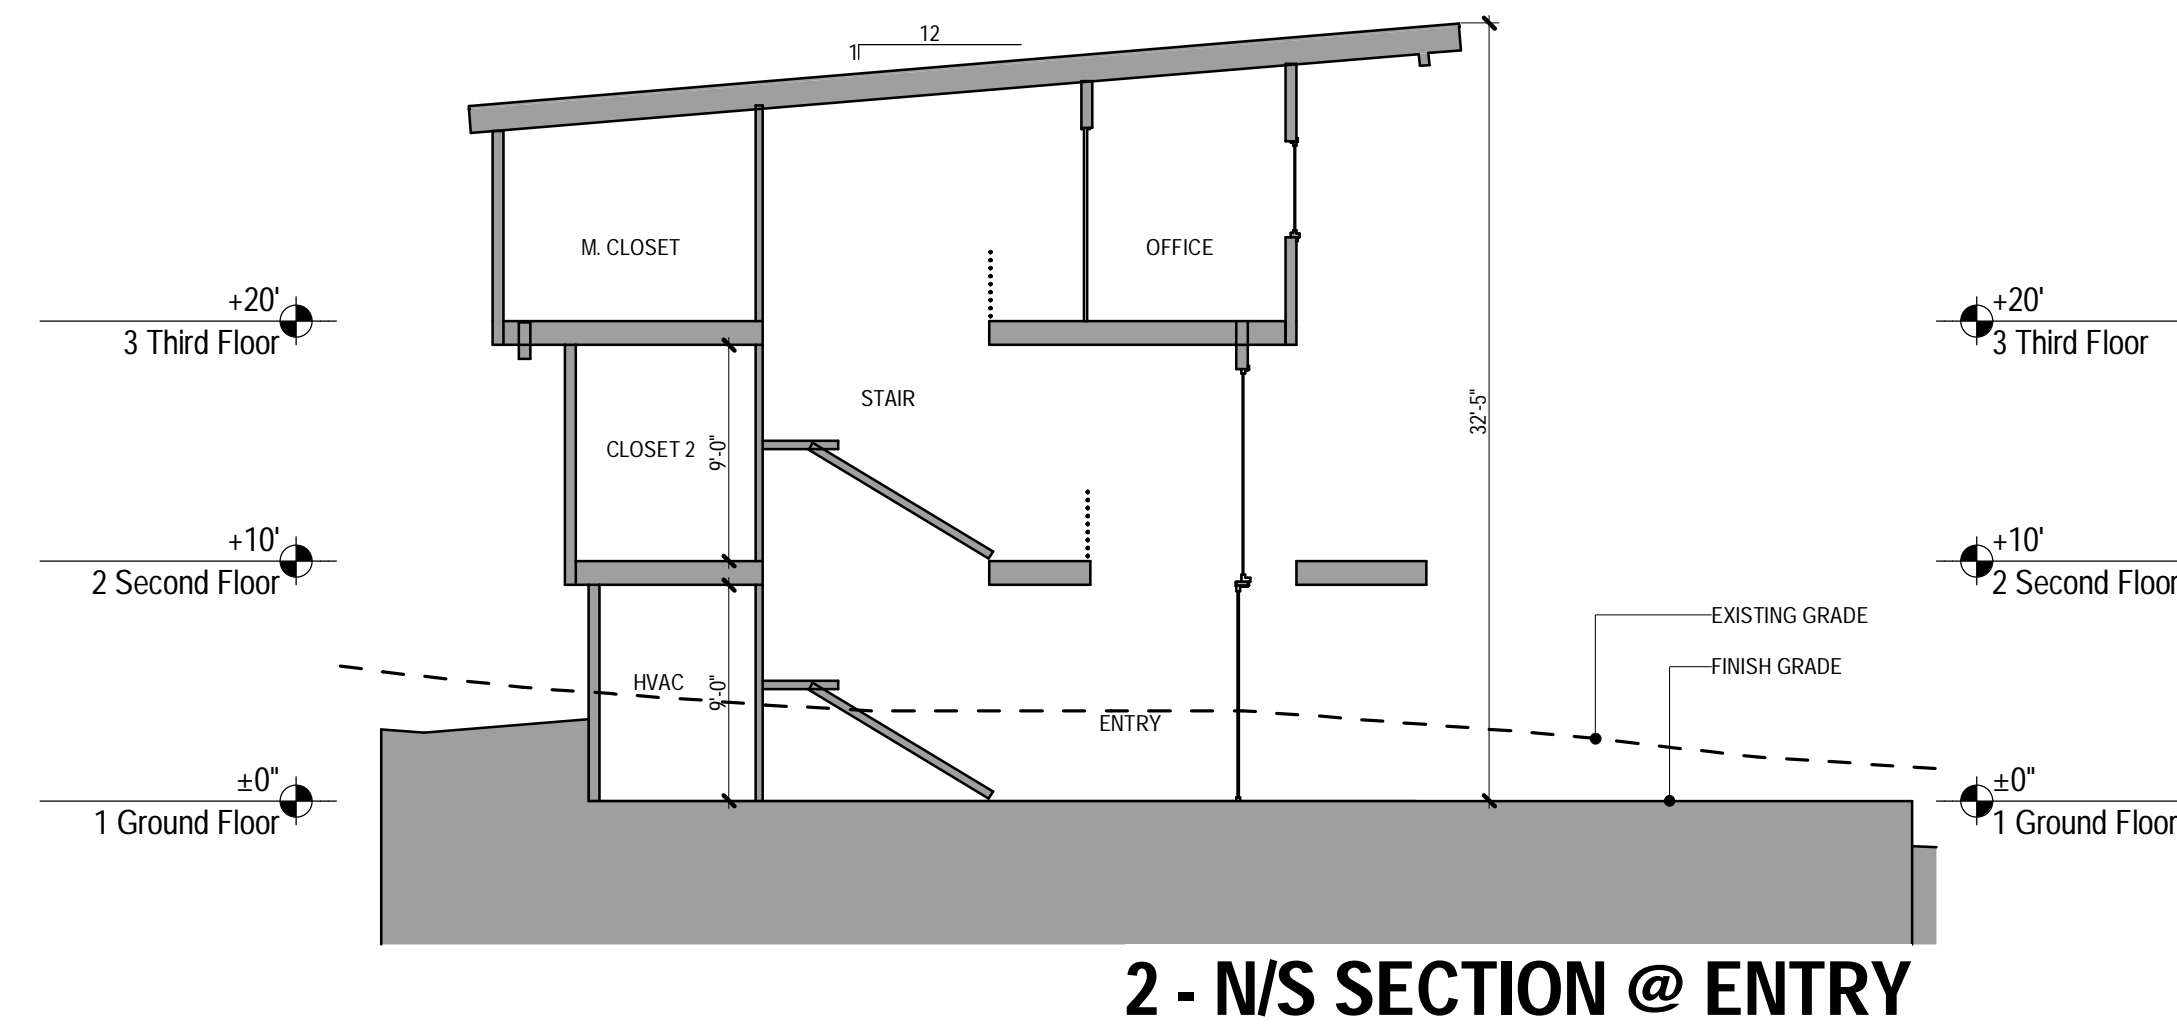 12
1
M. CLOSET
OFFICE
+20'
3 Third Floor
+20'
3 Third Floor
STAIR
32'-5"
CLOSET 2
9'-0"
+10'
2 Second Floor
+10'
2 Second Floor
EXISTING GRADE
FINISH GRADE
HVAC
9'-0"
ENTRY
±0"
1 Ground Floor
±0"
1 Ground Floor
2 - N/S SECTION @ ENTRY